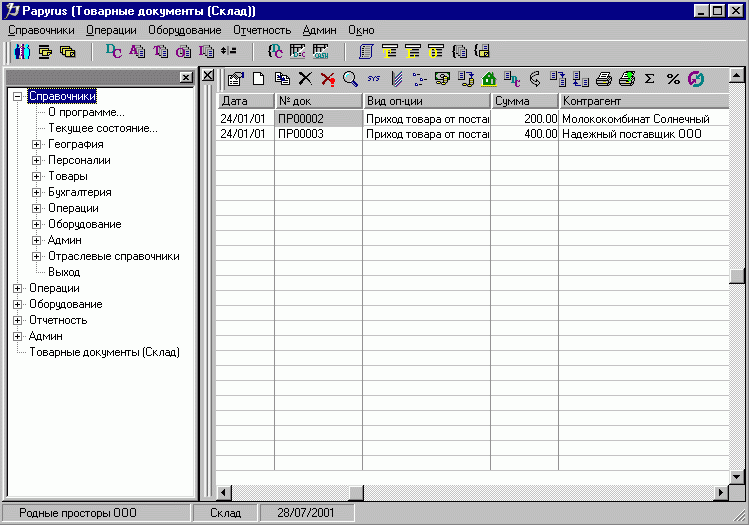 Papyrus (Товарные документы (Склад))
Справочники Операции Оборудование Отчетность Админ Окно
Справочники
О программе...
Текущее состояние...
География
Персоналии
Товары
Бухгалтерия
Операции
Оборудование
Админ
Отраслевые справочники
Выход
Операции
Оборудование
Отчетность
Админ
Товарные документы (Склад)
Дата № док Вид оп-ции Сумма Контрагент
24/01/01 ПР00002 Приход товара от поста 200.00 Молококомбинат Солнечный
24/01/01 ПР00003 Приход товара от поста 400.00 Надежный поставщик ООО
Родные просторы ООО Склад 28/07/2001